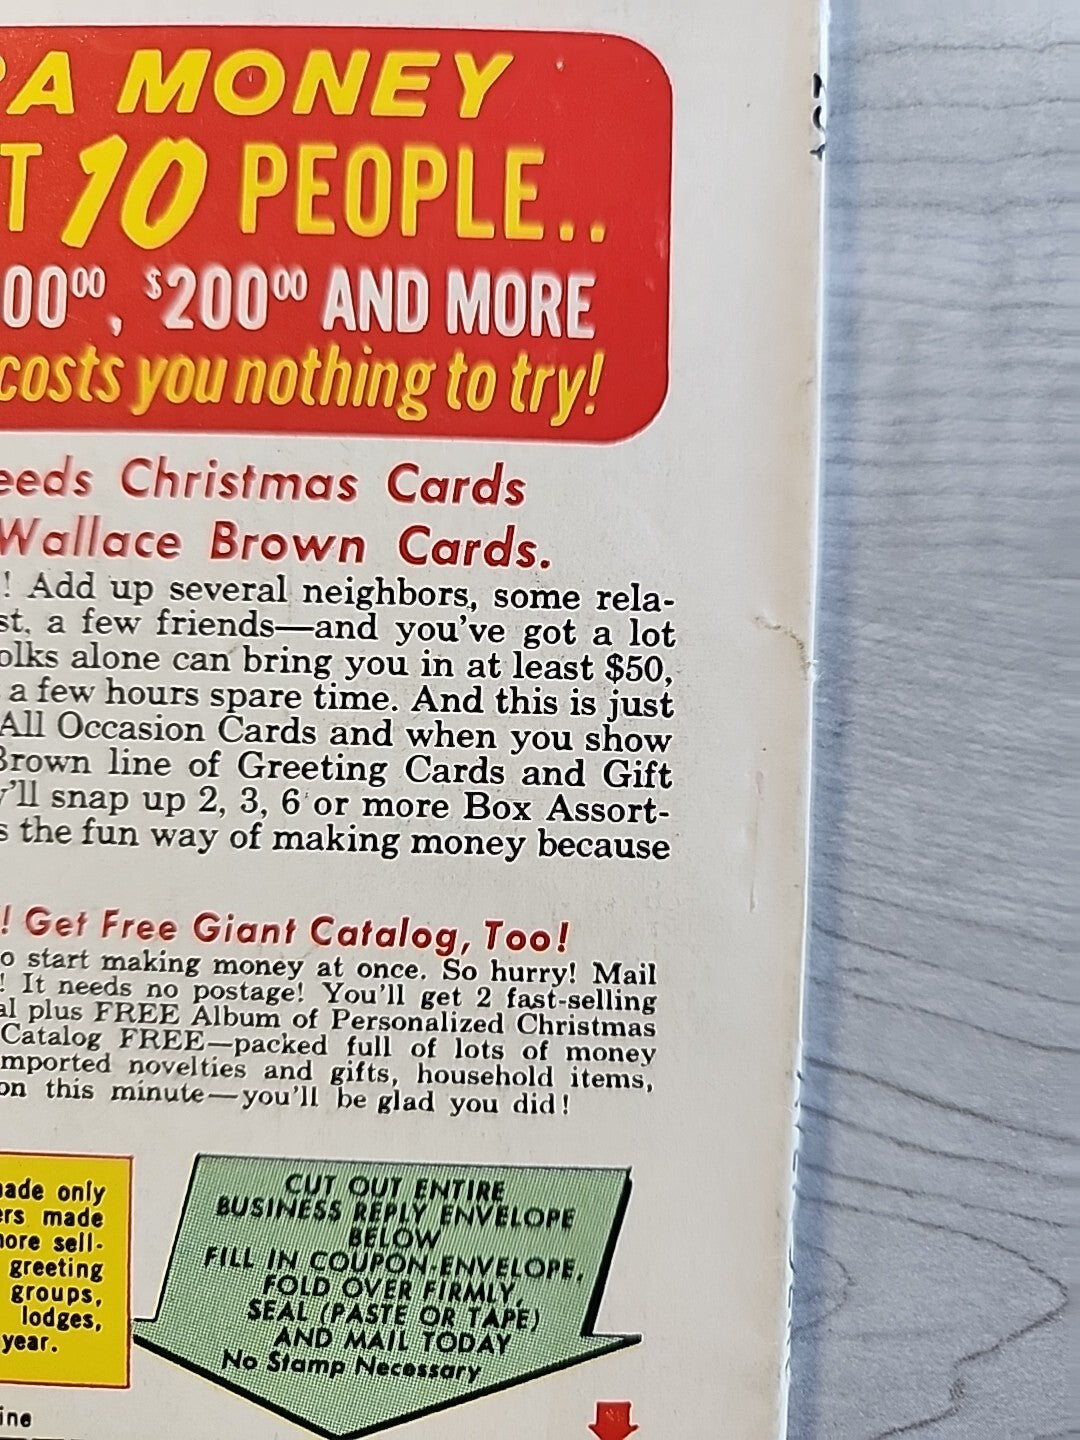 A MONEY
T 10 PEOPLE..
00⁰⁰, $200⁰⁰ AND MORE
costs you nothing to try!
eeds Christmas Cards
Wallace Brown Cards.
! Add up several neighbors, some rela-
st, a few friends—and you've got a lot
olks alone can bring you in at least $50,
a few hours spare time. And this is just
All Occasion Cards and when you show
Brown line of Greeting Cards and Gift
y'll snap up 2, 3, 6 or more Box Assort-
s the fun way of making money because
! Get Free Giant Catalog, Too!
o start making money at once. So hurry! Mail
! It needs no postage! You'll get 2 fast-selling
al plus FREE Album of Personalized Christmas
Catalog FREE—packed full of lots of money
mported novelties and gifts, household items,
on this minute—you'll be glad you did!
ade only
ers made
ore sell-
greeting
groups,
lodges,
year.
CUT OUT ENTIRE
BUSINESS REPLY ENVELOPE
BELOW
FILL IN COUPON-ENVELOPE,
FOLD OVER FIRMLY,
SEAL (PASTE OR TAPE)
AND MAIL TODAY
No Stamp Necessary
ine